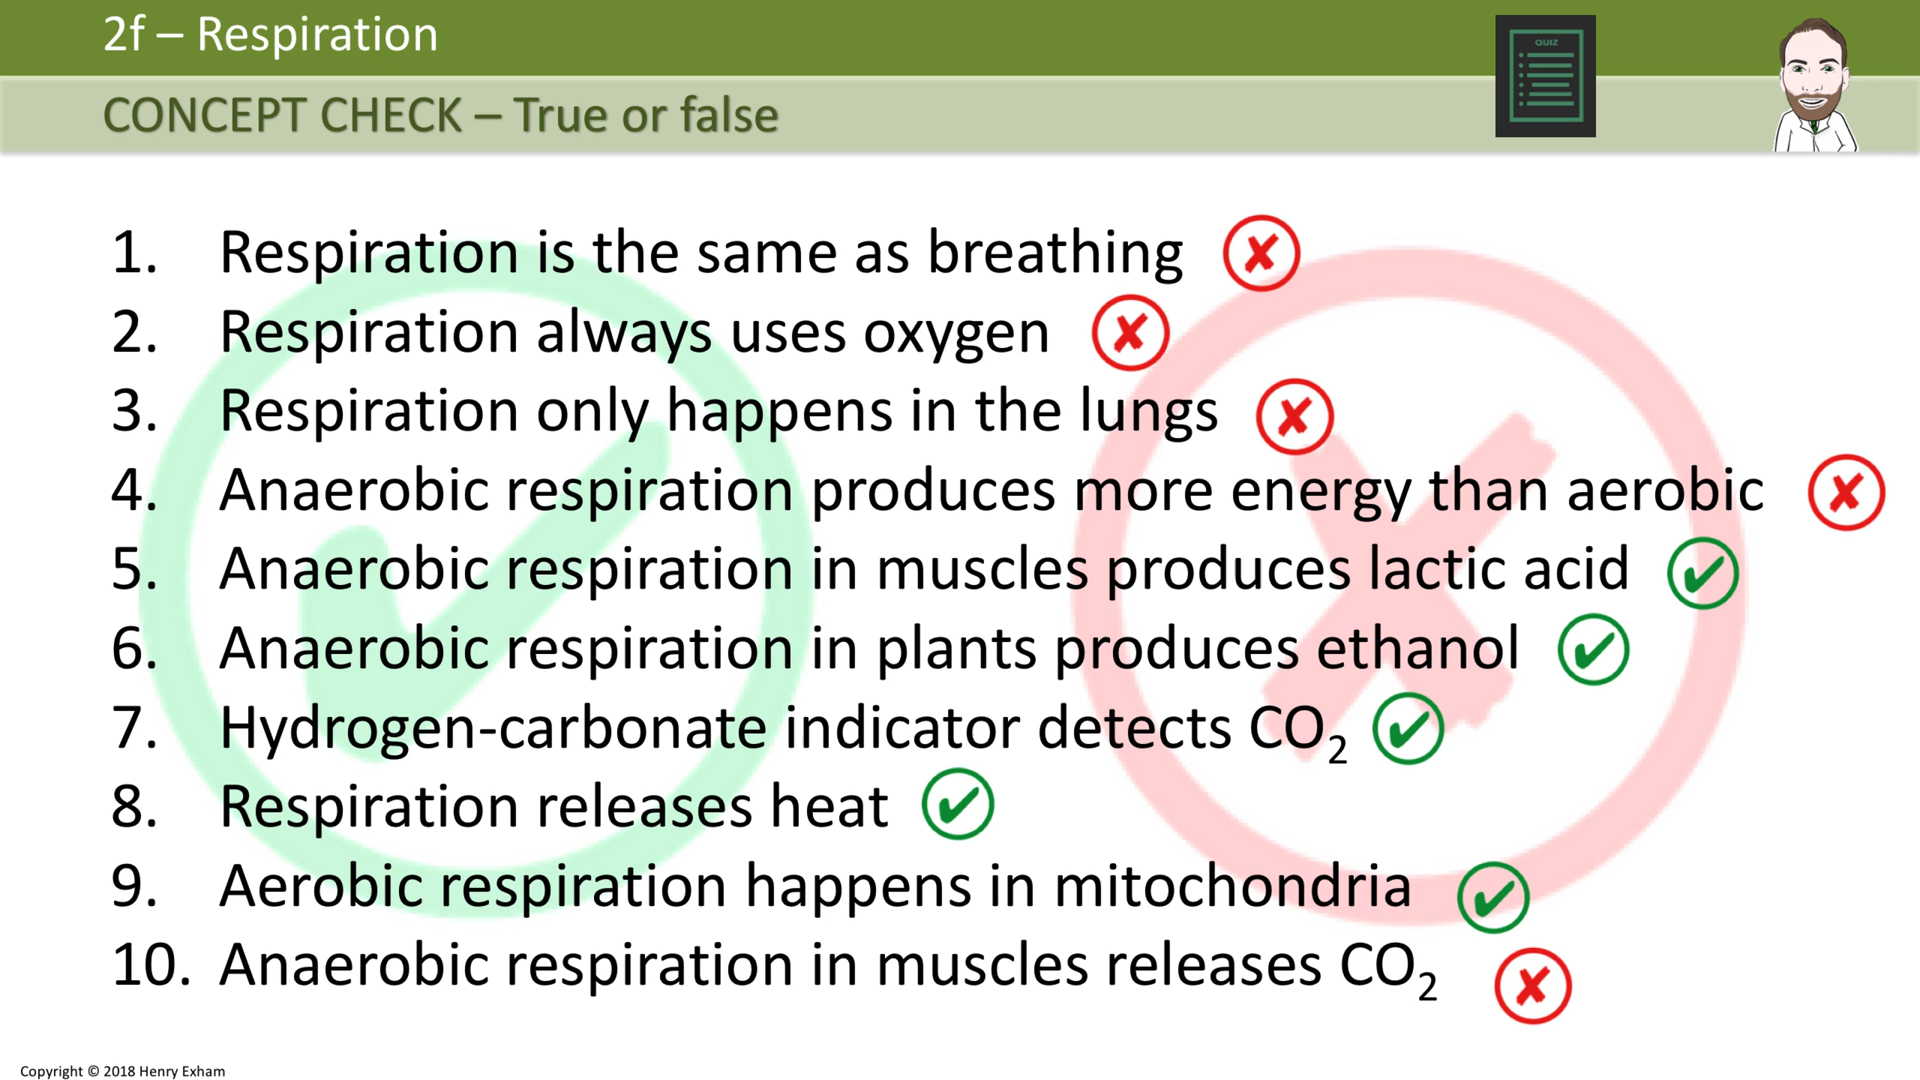 2f – Respiration
QUIZ
CONCEPT CHECK – True or false
1. Respiration is the same as breathing
2. Respiration always uses oxygen
3. Respiration only happens in the lungs
4. Anaerobic respiration produces more energy than aerobic
5. Anaerobic respiration in muscles produces lactic acid
6. Anaerobic respiration in plants produces ethanol
7. Hydrogen-carbonate indicator detects CO₂
8. Respiration releases heat
9. Aerobic respiration happens in mitochondria
10. Anaerobic respiration in muscles releases CO₂
Copyright © 2018 Henry Exham